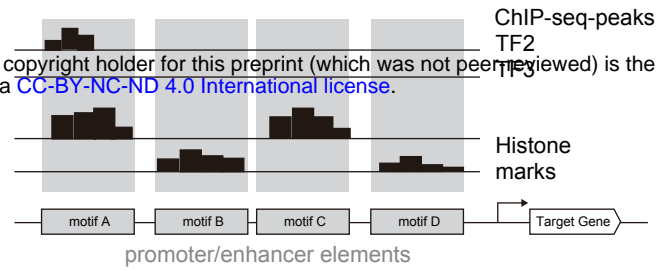 ChIP-seq-peaks
TF2
copyright holder for this preprint (which was not peer-reviewed) is the
TF3
a CC-BY-NC-ND 4.0 International license.
Histone
marks
motif A motif B motif C motif D Target Gene
promoter/enhancer elements